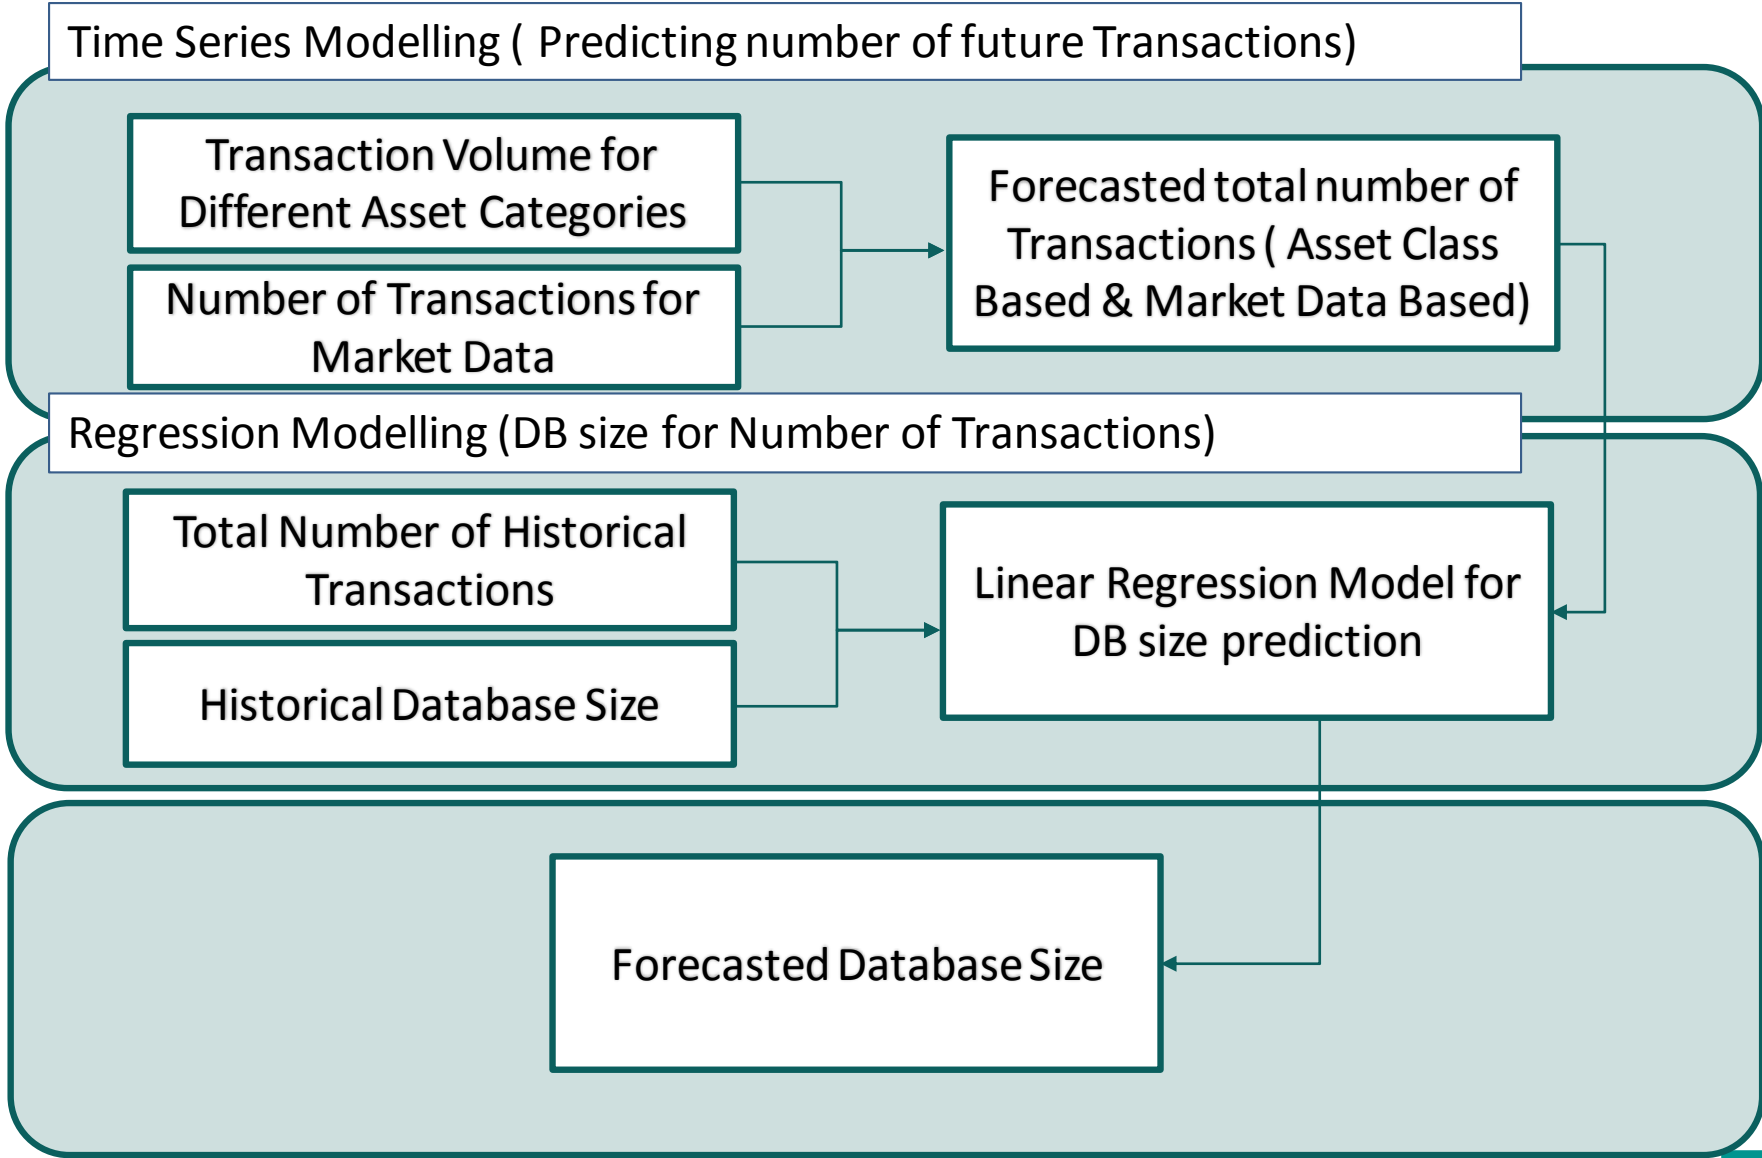 Time Series Modelling ( Predicting number of future Transactions)
Transaction Volume for
Different Asset Categories
Number of Transactions for
Market Data
Forecasted total number of
Transactions ( Asset Class
Based & Market Data Based)
Regression Modelling (DB size for Number of Transactions)
Total Number of Historical
Transactions
Historical Database Size
Linear Regression Model for
DB size prediction
Forecasted Database Size